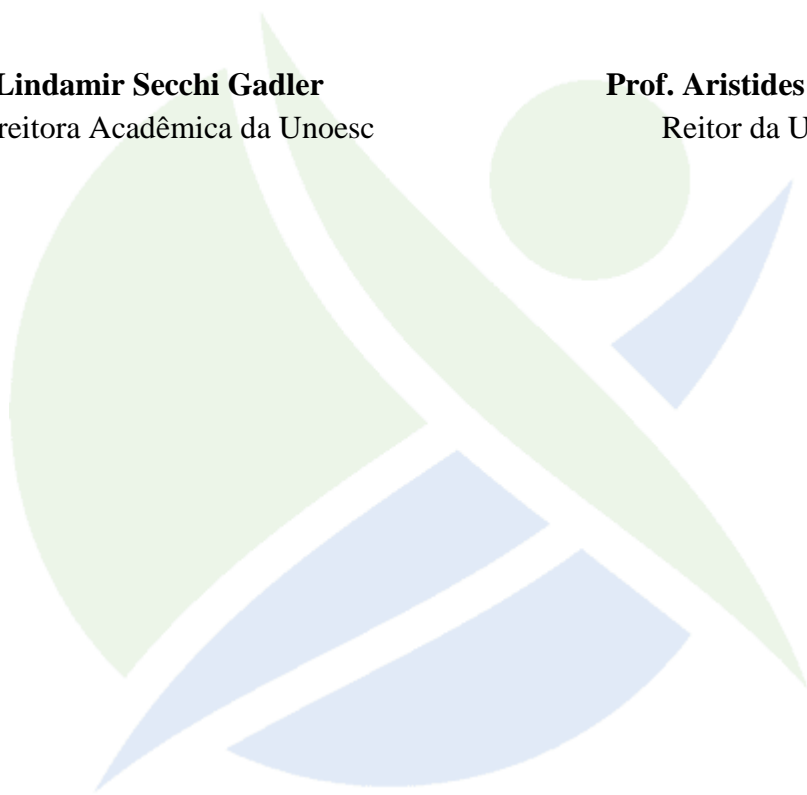 Lindamir Secchi Gadler
reitora Acadêmica da Unoesc
Prof. Aristides
Reitor da U